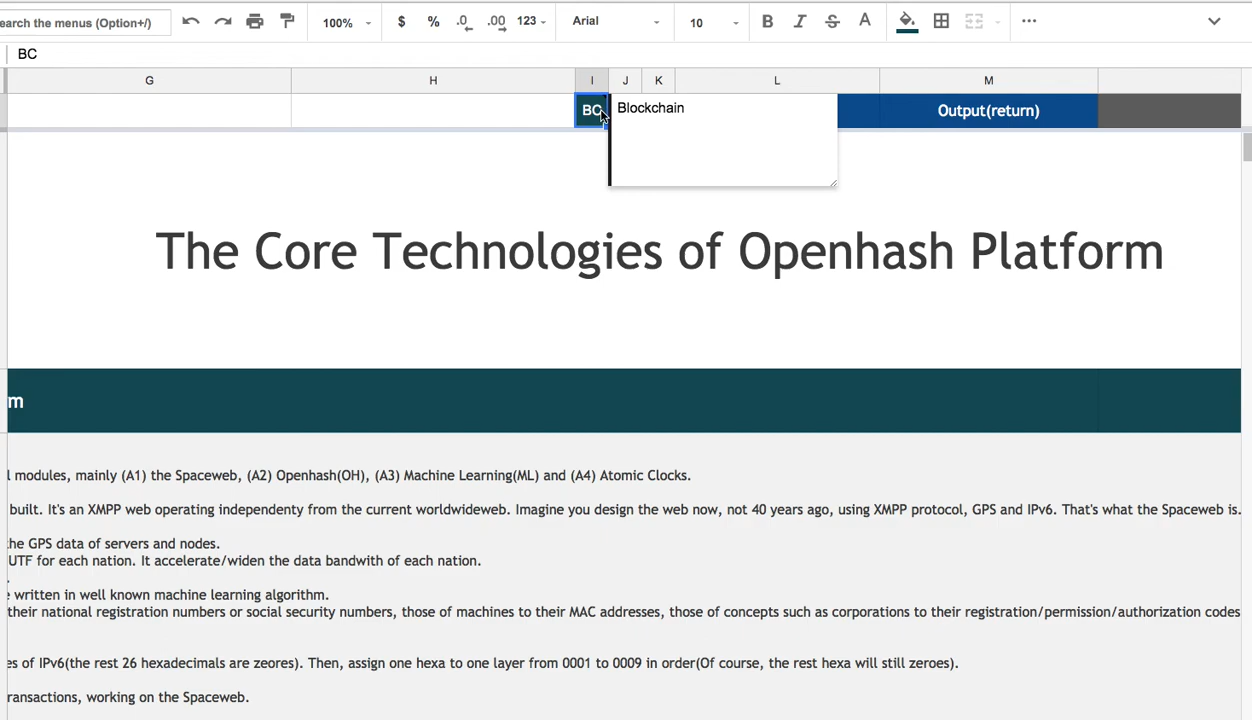 earch the menus (Option+/)
100%
$
%
.0
.00
123
Arial
10
B
I
S
A
BC
G
H
I
J
K
L
M
BC
Blockchain
Output(return)
The Core Technologies of Openhash Platform
m
l modules, mainly (A1) the Spaceweb, (A2) Openhash(OH), (A3) Machine Learning(ML) and (A4) Atomic Clocks.
built. It's an XMPP web operating independenty from the current worldwideweb. Imagine you design the web now, not 40 years ago, using XMPP protocol, GPS and IPv6. That's what the Spaceweb is.
the GPS data of servers and nodes.
UTF for each nation. It accelerate/widen the data bandwith of each nation.
.
e written in well known machine learning algorithm.
their national registration numbers or social security numbers, those of machines to their MAC addresses, those of concepts such as corporations to their registration/permission/authorization codes
es of IPv6(the rest 26 hexadecimals are zeores). Then, assign one hexa to one layer from 0001 to 0009 in order(Of course, the rest hexa will still zeroes).
ransactions, working on the Spaceweb.